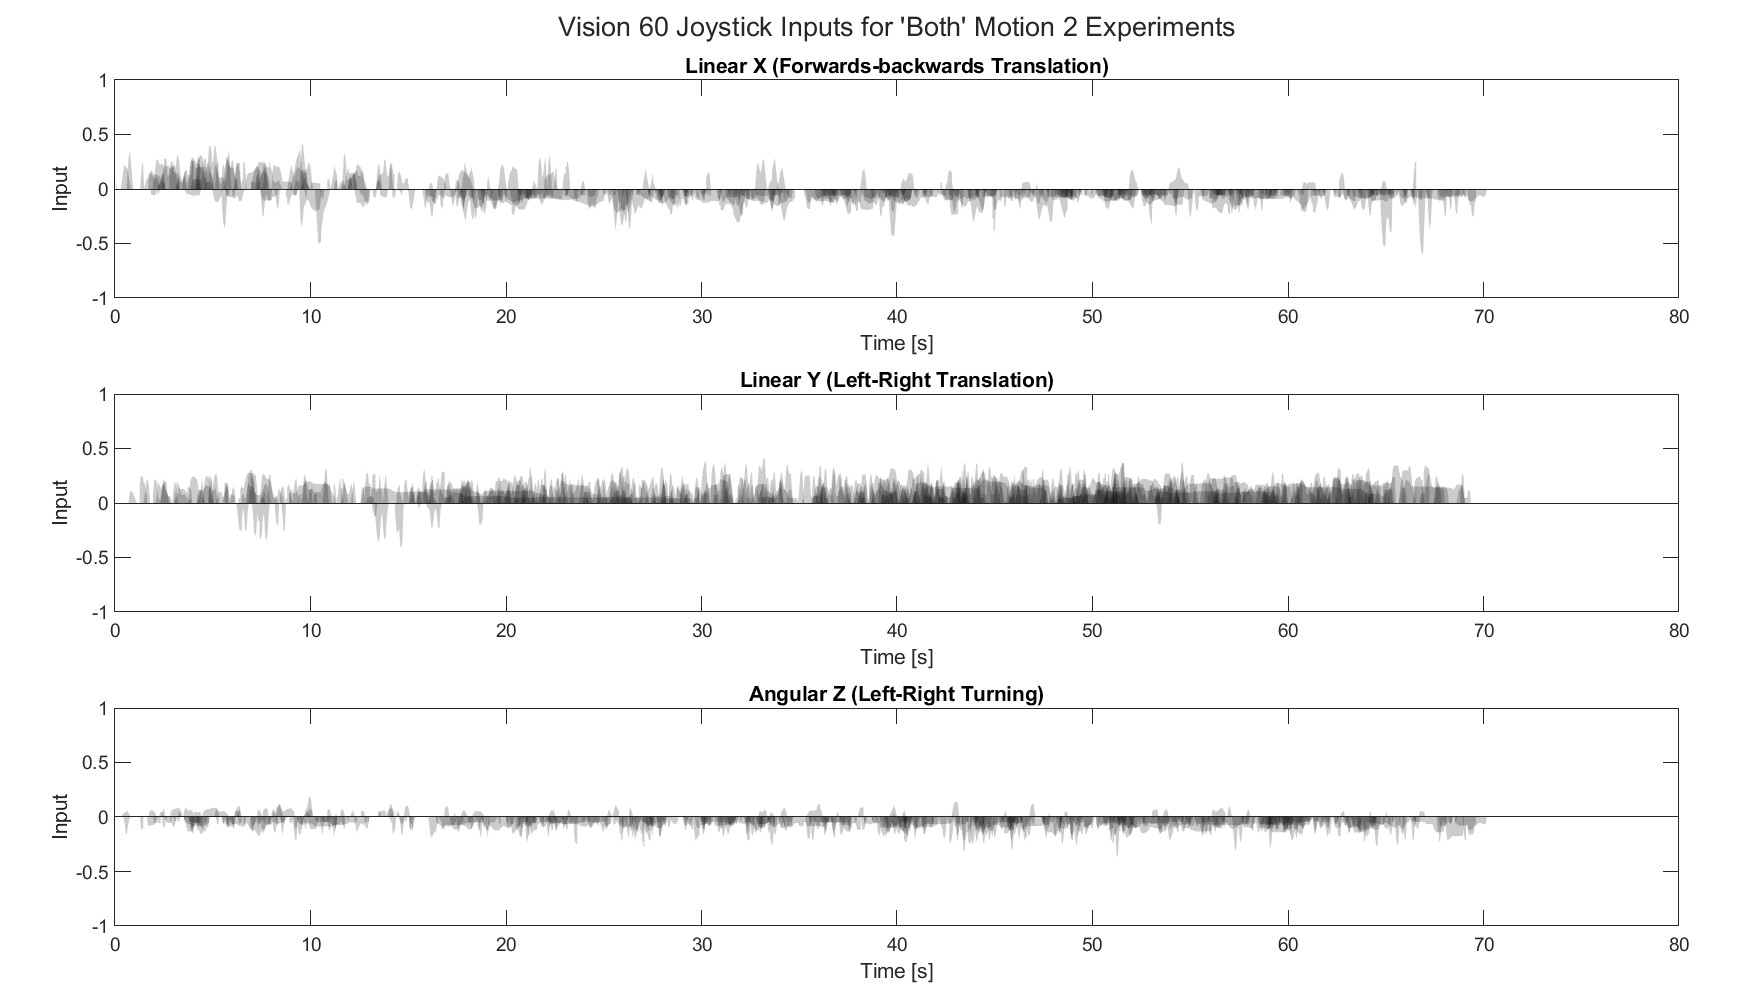 Vision 60 Joystick Inputs for 'Both' Motion 2 Experiments
Linear X (Forwards-backwards Translation)
1
0.5
0
-0.5
-1
Input
0 10 20 30 40 50 60 70 80
Time [s]
Linear Y (Left-Right Translation)
1
0.5
0
-0.5
-1
Input
0 10 20 30 40 50 60 70 80
Time [s]
Angular Z (Left-Right Turning)
1
0.5
0
-0.5
-1
Input
0 10 20 30 40 50 60 70 80
Time [s]